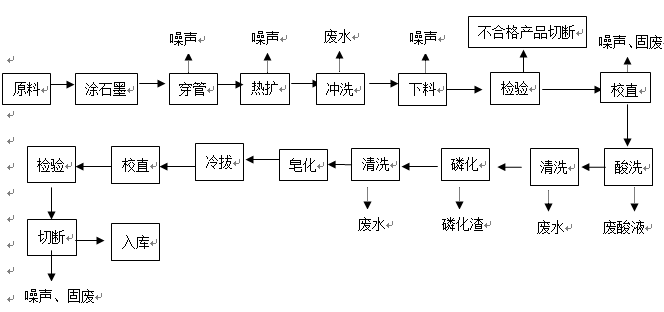 不合格产品切断
噪声
噪声
废水
噪声
噪声、固废
原料
涂石墨
穿管
热扩
冲洗
下料
检验
校直
检验
校直
冷拔
皂化
清洗
磷化
清洗
酸洗
废水
磷化渣
废水
废酸液
切断
入库
噪声、固废